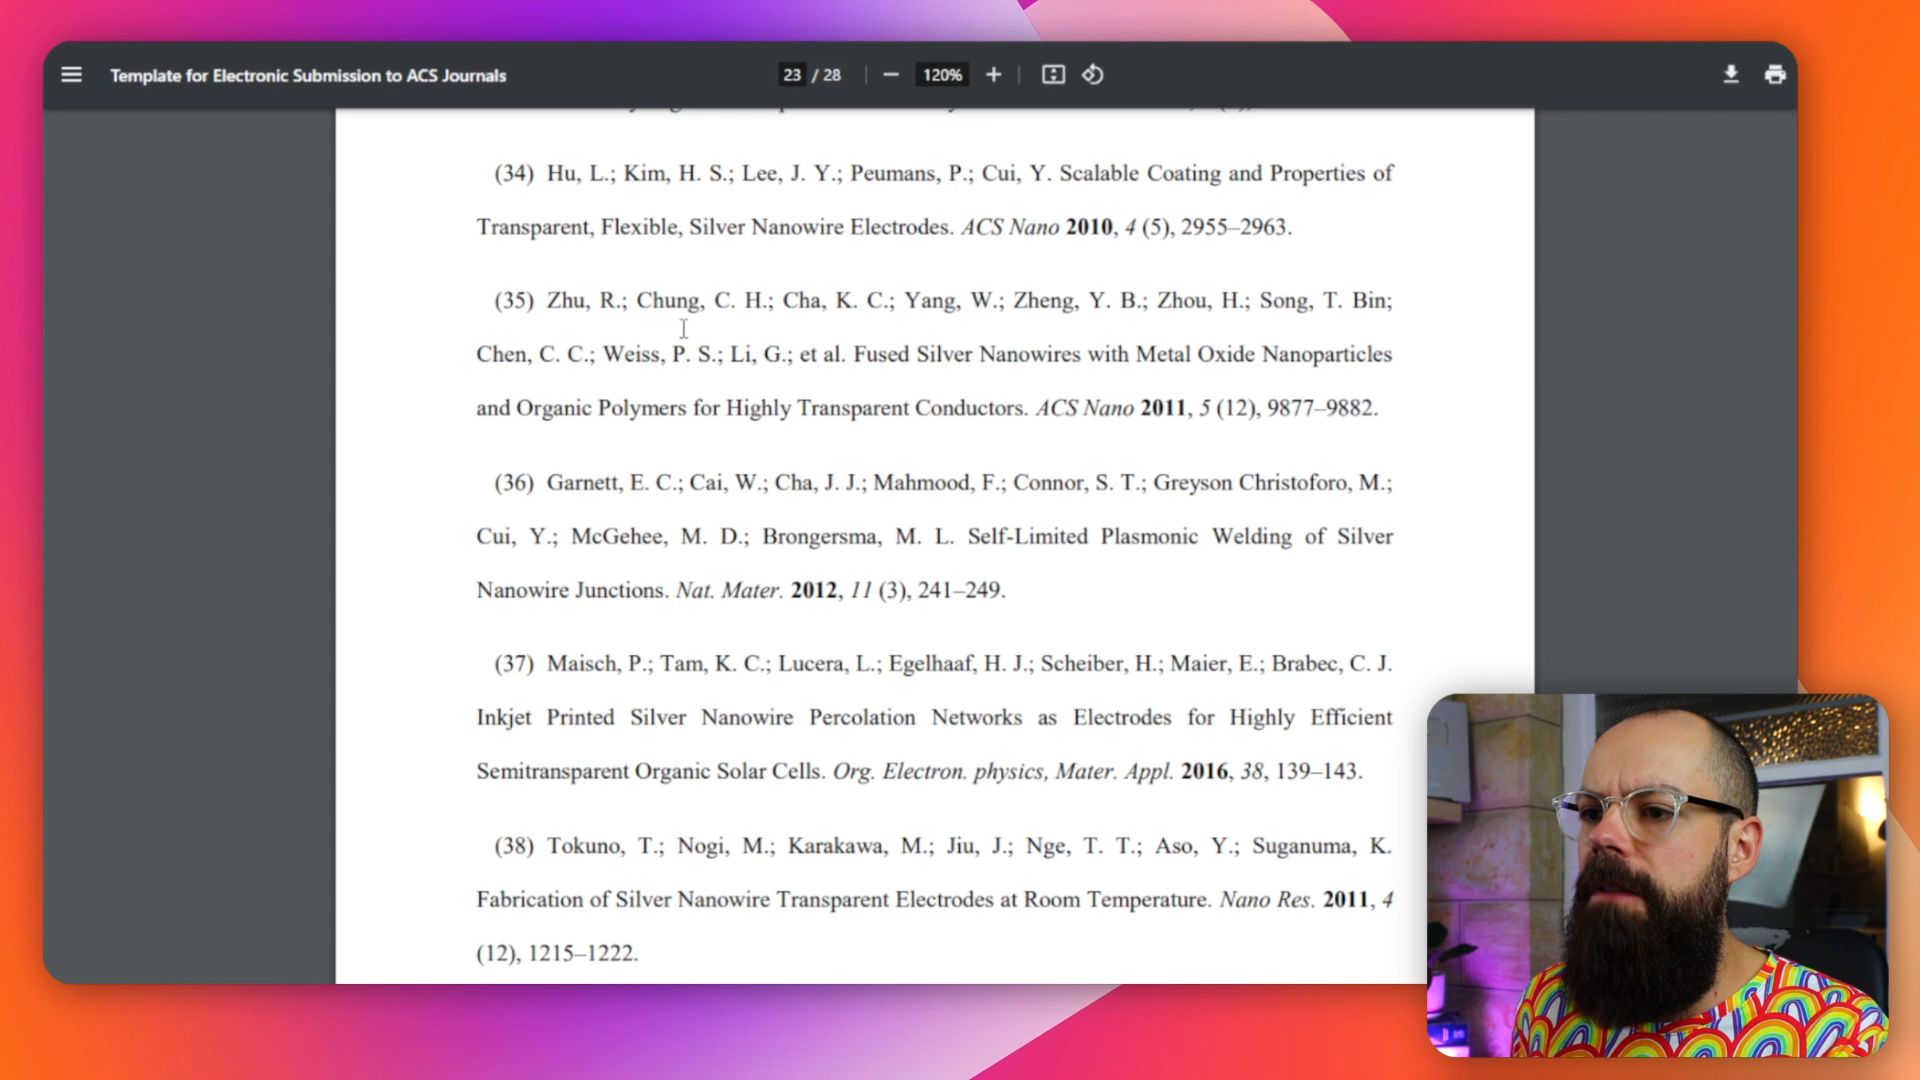 Template for Electronic Submission to ACS Journals
23 / 28
120%
(34) Hu, L.; Kim, H. S.; Lee, J. Y.; Peumans, P.; Cui, Y. Scalable Coating and Properties of
Transparent, Flexible, Silver Nanowire Electrodes. ACS Nano 2010, 4 (5), 2955–2963.
(35) Zhu, R.; Chung, C. H.; Cha, K. C.; Yang, W.; Zheng, Y. B.; Zhou, H.; Song, T. Bin;
Chen, C. C.; Weiss, P. S.; Li, G.; et al. Fused Silver Nanowires with Metal Oxide Nanoparticles
and Organic Polymers for Highly Transparent Conductors. ACS Nano 2011, 5 (12), 9877–9882.
(36) Garnett, E. C.; Cai, W.; Cha, J. J.; Mahmood, F.; Connor, S. T.; Greyson Christoforo, M.;
Cui, Y.; McGehee, M. D.; Brongersma, M. L. Self-Limited Plasmonic Welding of Silver
Nanowire Junctions. Nat. Mater. 2012, 11 (3), 241–249.
(37) Maisch, P.; Tam, K. C.; Lucera, L.; Egelhaaf, H. J.; Scheiber, H.; Maier, E.; Brabec, C. J.
Inkjet Printed Silver Nanowire Percolation Networks as Electrodes for Highly Efficient
Semitransparent Organic Solar Cells. Org. Electron. physics, Mater. Appl. 2016, 38, 139–143.
(38) Tokuno, T.; Nogi, M.; Karakawa, M.; Jiu, J.; Nge, T. T.; Aso, Y.; Suganuma, K.
Fabrication of Silver Nanowire Transparent Electrodes at Room Temperature. Nano Res. 2011, 4
(12), 1215–1222.